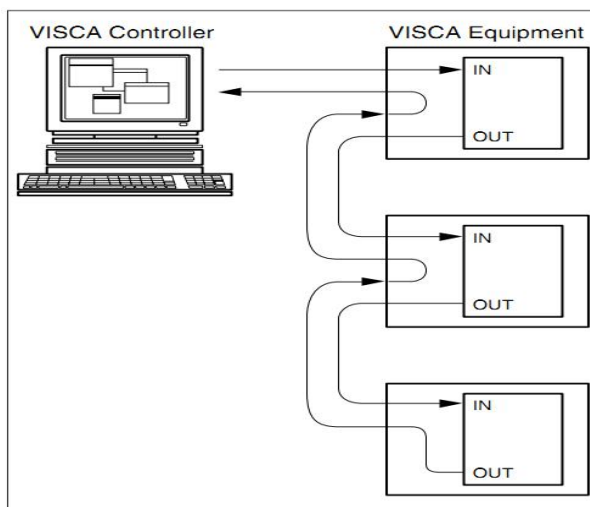 VISCA Controller
VISCA Equipment
IN
OUT
IN
OUT
IN
OUT